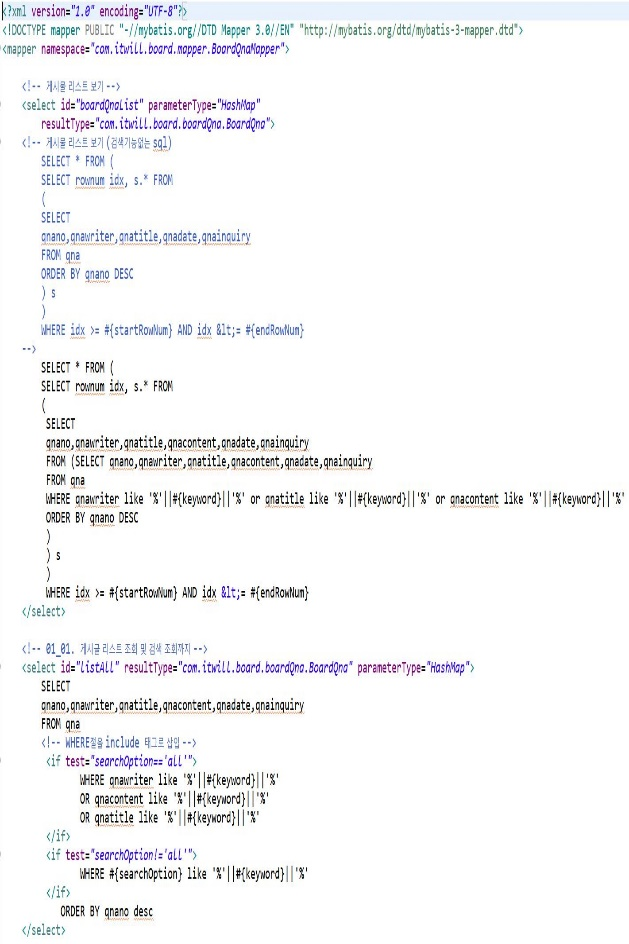 <?xml version="1.0" encoding="UTF-8"?>
<!DOCTYPE mapper PUBLIC "-//mybatis.org//DTD Mapper 3.0//EN" "http://mybatis.org/dtd/mybatis-3-mapper.dtd">
<mapper namespace="com.itwill.board.mapper.BoardQnaMapper">
<!-- 게시물 리스트 보기 -->
<select id="boardQnaList" parameterType="HashMap"
resultType="com.itwill.board.boardQna.BoardQna">
<!-- 게시물 리스트 보기 (검색기능없는 sql)
SELECT * FROM (
SELECT rownum idx, s.* FROM
(
SELECT
qnano,qnawriter,qnatitle,qnadate,qnainquiry
FROM qna
ORDER BY qnano DESC
) s
)
WHERE idx >= #{startRowNum} AND idx &lt;= #{endRowNum}
-->
SELECT * FROM (
SELECT rownum idx, s.* FROM
(
SELECT
qnano,qnawriter,qnatitle,qnacontent,qnadate,qnainquiry
FROM (SELECT qnano,qnawriter,qnatitle,qnacontent,qnadate,qnainquiry
FROM qna
WHERE qnawriter like '%'||#{keyword}||'%' or qnatitle like '%'||#{keyword}||'%' or qnacontent like '%'||#{keyword}||'%'
ORDER BY qnano DESC
)
) s
)
WHERE idx >= #{startRowNum} AND idx &lt;= #{endRowNum}
</select>
<!-- 01_01. 게시글 리스트 조회 및 검색 조회까지 -->
<select id="listAll" resultType="com.itwill.board.boardQna.BoardQna" parameterType="HashMap">
SELECT
qnano,qnawriter,qnatitle,qnacontent,qnadate,qnainquiry
FROM qna
<!-- WHERE절을 include 태그로 삽입 -->
<if test="searchOption=='all'">
WHERE qnawriter like '%'||#{keyword}||'%'
OR qnacontent like '%'||#{keyword}||'%'
OR qnatitle like '%'||#{keyword}||'%'
</if>
<if test="searchOption!='all'">
WHERE #{searchOption} like '%'||#{keyword}||'%'
</if>
ORDER BY qnano desc
</select>